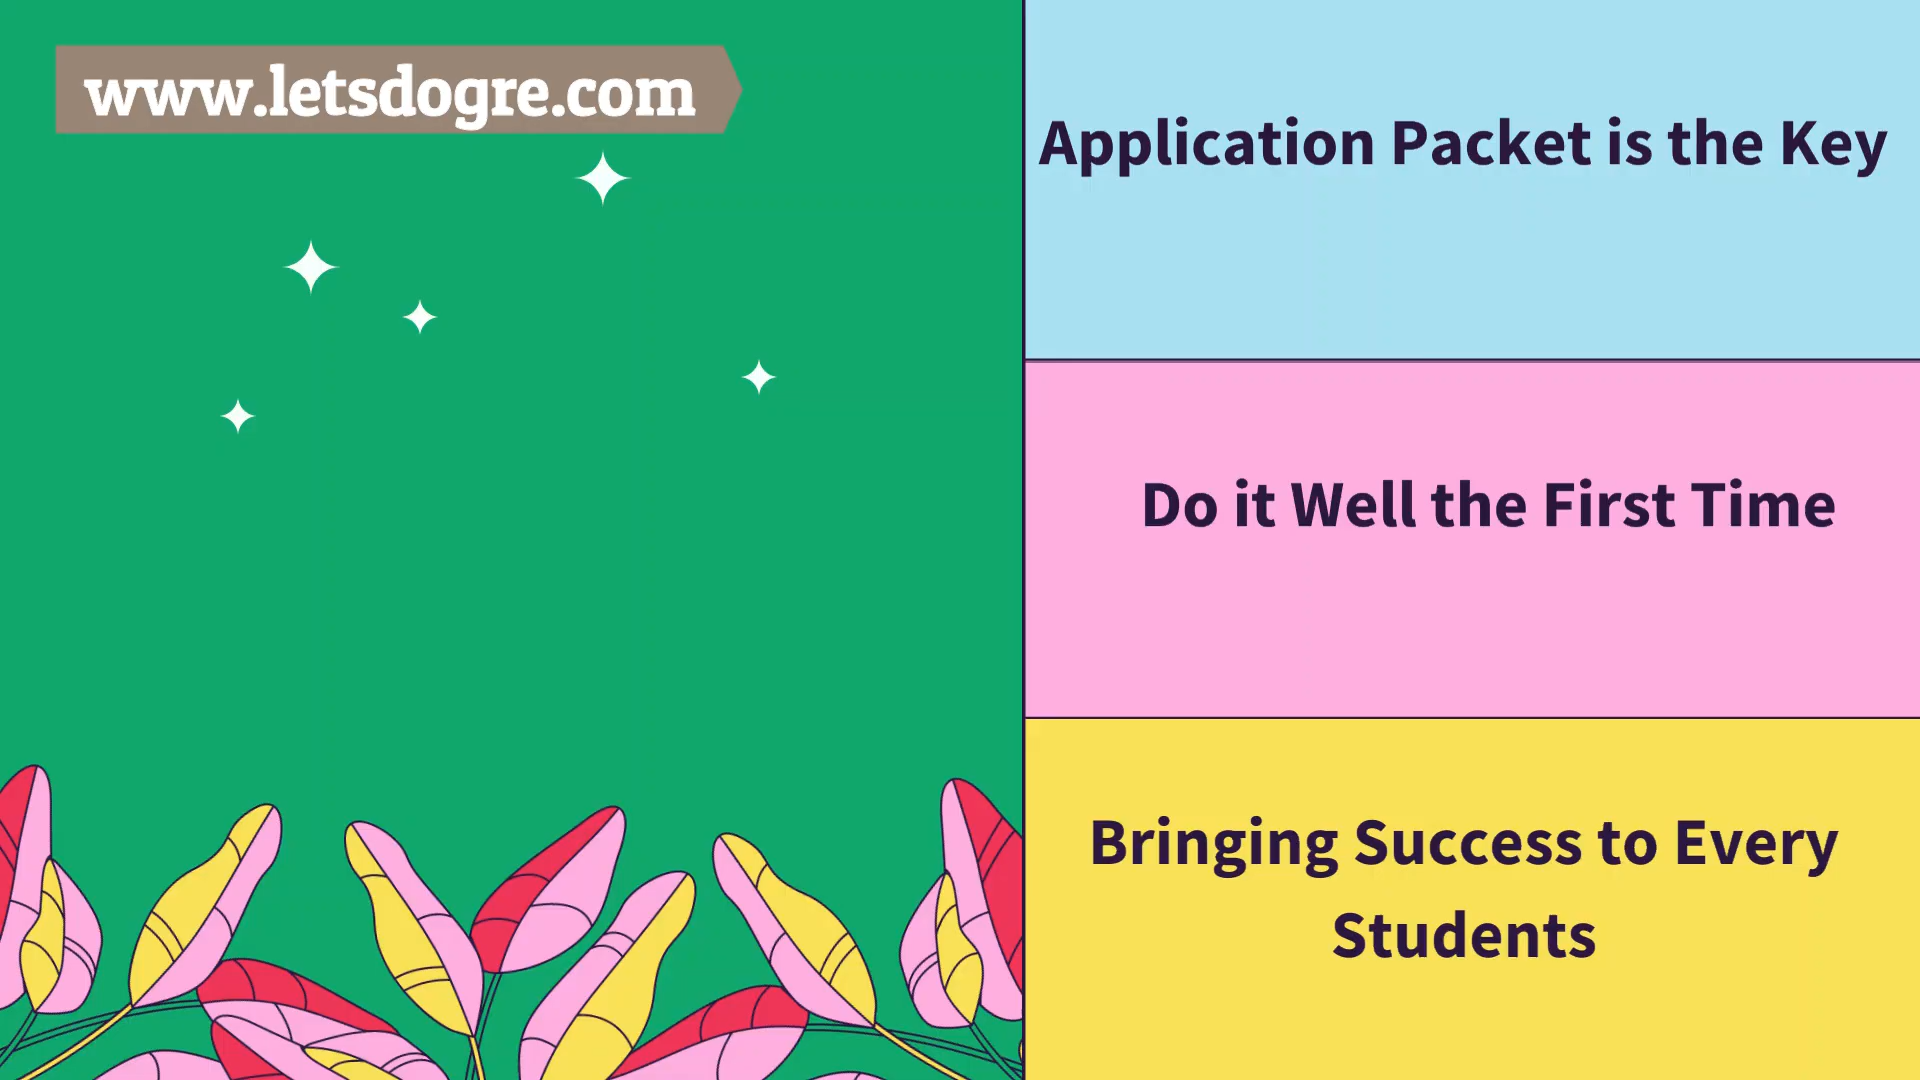 www.letsdogre.com
Application Packet is the Key
Do it Well the First Time
Bringing Success to Every
Students